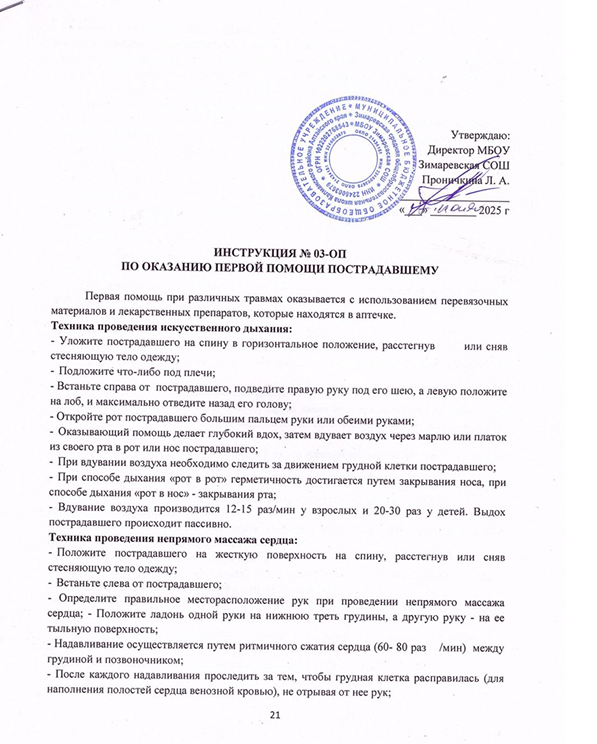 МУНИЦИПАЛЬНОЕ БЮДЖЕТНОЕ ОБЩЕОБРАЗОВАТЕЛЬНОЕ УЧРЕЖДЕНИЕ
Утверждаю:
Директор МБОУ
Зимаревская СОШ
Проничкина Л. А.
2025 г
ИНСТРУКЦИЯ № 03-ОП
ПО ОКАЗАНИЮ ПЕРВОЙ ПОМОЩИ ПОСТРАДАВШЕМУ
Первая помощь при различных травмах оказывается с использованием перевязочных
материалов и лекарственных препаратов, которые находятся в аптечке.
Техника проведения искусственного дыхания:
- Уложите пострадавшего на спину в горизонтальное положение, расстегнув или сняв
стесняющую тело одежду;
- Подложите что-либо под плечи;
- Встаньте справа от пострадавшего, подведите правую руку под его шею, а левую положите
на лоб, и максимально отведите назад его голову;
- Откройте рот пострадавшего большим пальцем руки или обеими руками;
- Оказывающий помощь делает глубокий вдох, затем вдувает воздух через марлю или платок
из своего рта в рот или нос пострадавшего;
- При вдувании воздуха необходимо следить за движением грудной клетки пострадавшего;
- При способе дыхания «рот в рот» герметичность достигается путем закрывания носа, при
способе дыхания «рот в нос» - закрывания рта;
- Вдувание воздуха производится 12-15 раз/мин у взрослых и 20-30 раз у детей. Выдох
пострадавшего происходит пассивно.
Техника проведения непрямого массажа сердца:
- Положите пострадавшего на жесткую поверхность на спину, расстегнув или сняв
стесняющую тело одежду;
- Встаньте слева от пострадавшего;
- Определите правильное месторасположение рук при проведении непрямого массажа
сердца; - Положите ладонь одной руки на нижнюю треть грудины, а другую руку - на ее
тыльную поверхность;
- Надавливание осуществляется путем ритмичного сжатия сердца (60- 80 раз /мин) между
грудиной и позвоночником;
- После каждого надавливания проследить за тем, чтобы грудная клетка расправилась (для
наполнения полостей сердца венозной кровью), не отрывая от нее рук;
21